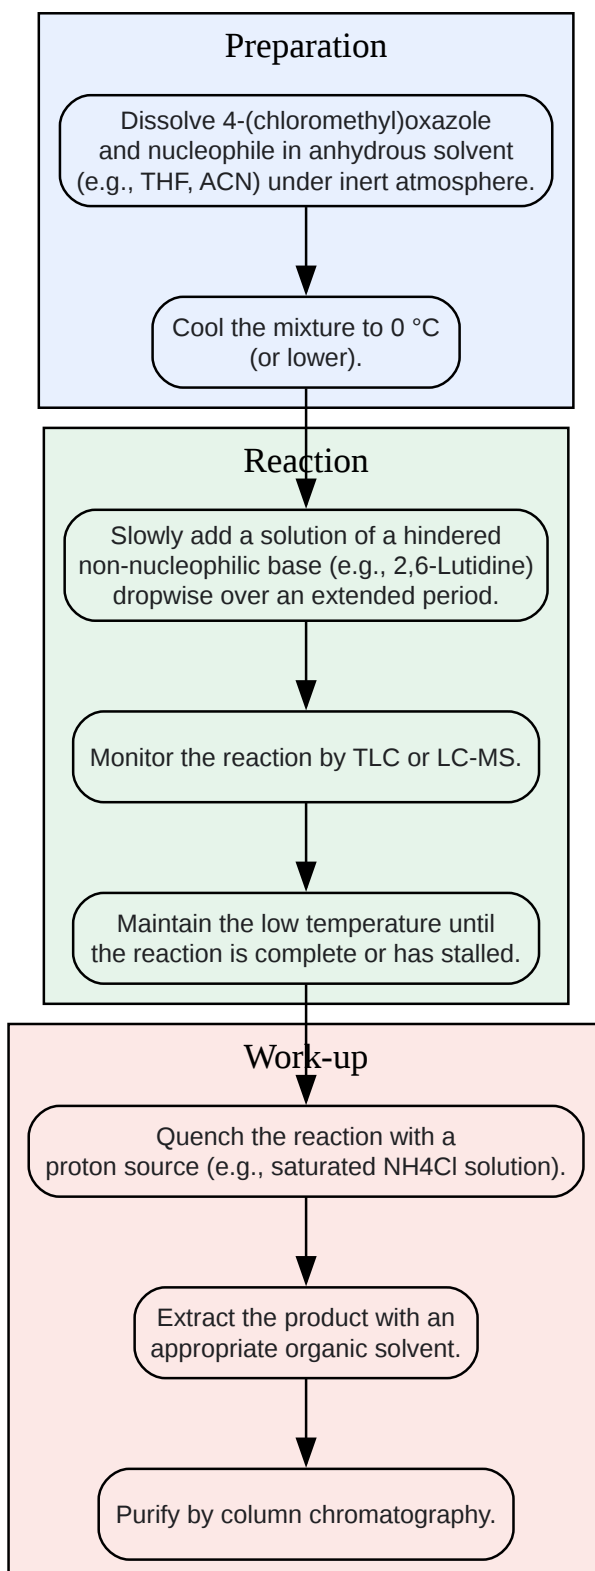 Preparation
Dissolve 4-(chloromethyl)oxazole
and nucleophile in anhydrous solvent
(e.g., THF, ACN) under inert atmosphere.
Cool the mixture to 0 °C
(or lower).
Reaction
Slowly add a solution of a hindered
non-nucleophilic base (e.g., 2,6-Lutidine)
dropwise over an extended period.
Monitor the reaction by TLC or LC-MS.
Maintain the low temperature until
the reaction is complete or has stalled.
Work-up
Quench the reaction with a
proton source (e.g., saturated NH4Cl solution).
Extract the product with an
appropriate organic solvent.
Purify by column chromatography.